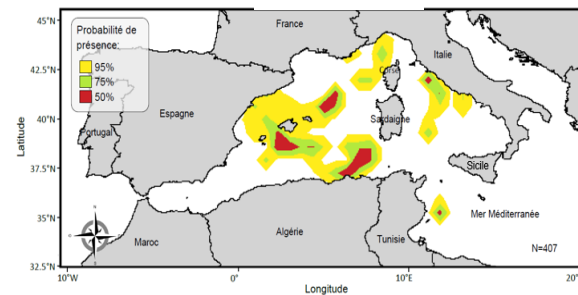 45°N
42.5°N
40°N
37.5°N
35°N
32.5°N
Latitude
Probabilité de
présence:
95%
75%
50%
France
Italie
Corse
Espagne
Portugal
Sardaigne
Sicile
Mer Méditerranée
Maroc
Algérie
Tunisie
N=407
10°W
0°
10°E
Longitude